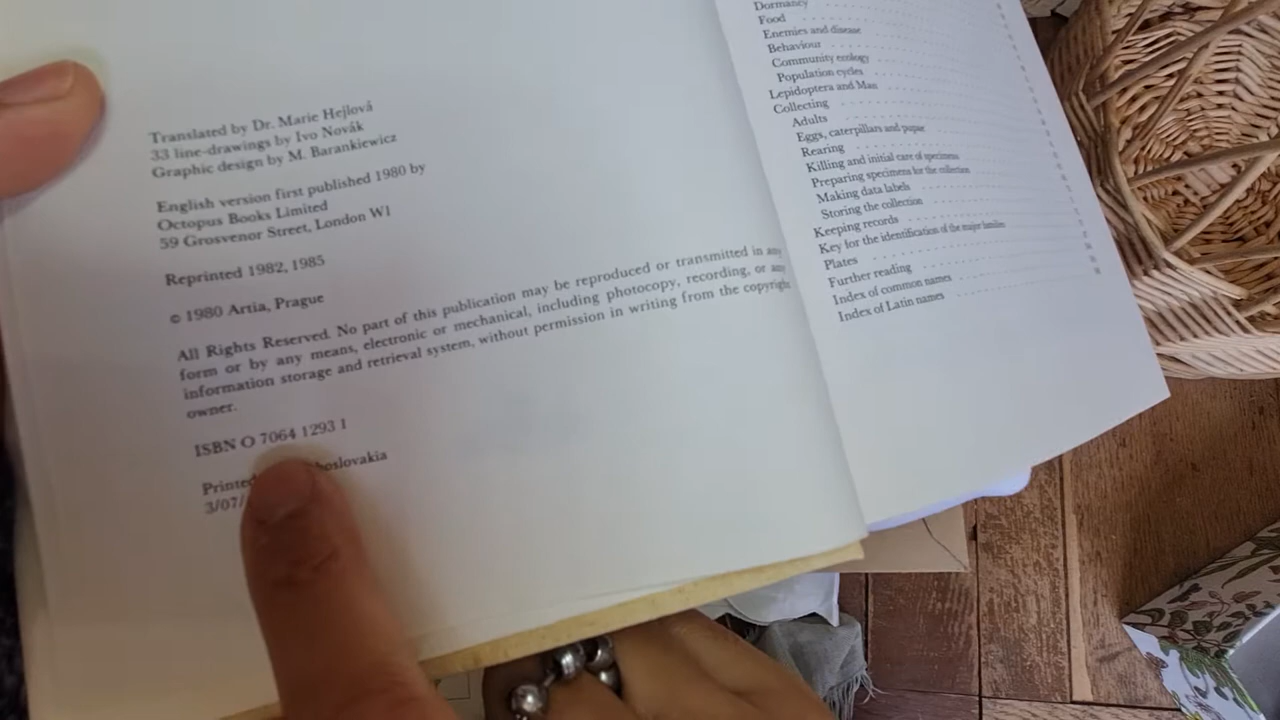 Translated by Dr. Marie Hejlová
33 line-drawings by Ivo Novák
Graphic design by M. Barankiewicz
English version first published 1980 by
Octopus Books Limited
59 Grosvenor Street, London W1
Reprinted 1982, 1985
© 1980 Artia, Prague
All Rights Reserved. No part of this publication may be reproduced or transmitted in any
form or by any means, electronic or mechanical, including photocopy, recording, or any
information storage and retrieval system, without permission in writing from the copyright
owner.
ISBN O 7064 1293 1
Printed oslovakia
3/07/
Dormancy
Food
Enemies and disease
Behaviour
Community ecology
Population cycles
Lepidoptera and Man
Collecting
Adults
Eggs, caterpillars and pupae
Rearing
Killing and initial care of specimens
Preparing specimens for the collection
Making data labels
Storing the collection
Keeping records
Key for the identification of the major families
Plates
Further reading
Index of common names
Index of Latin names